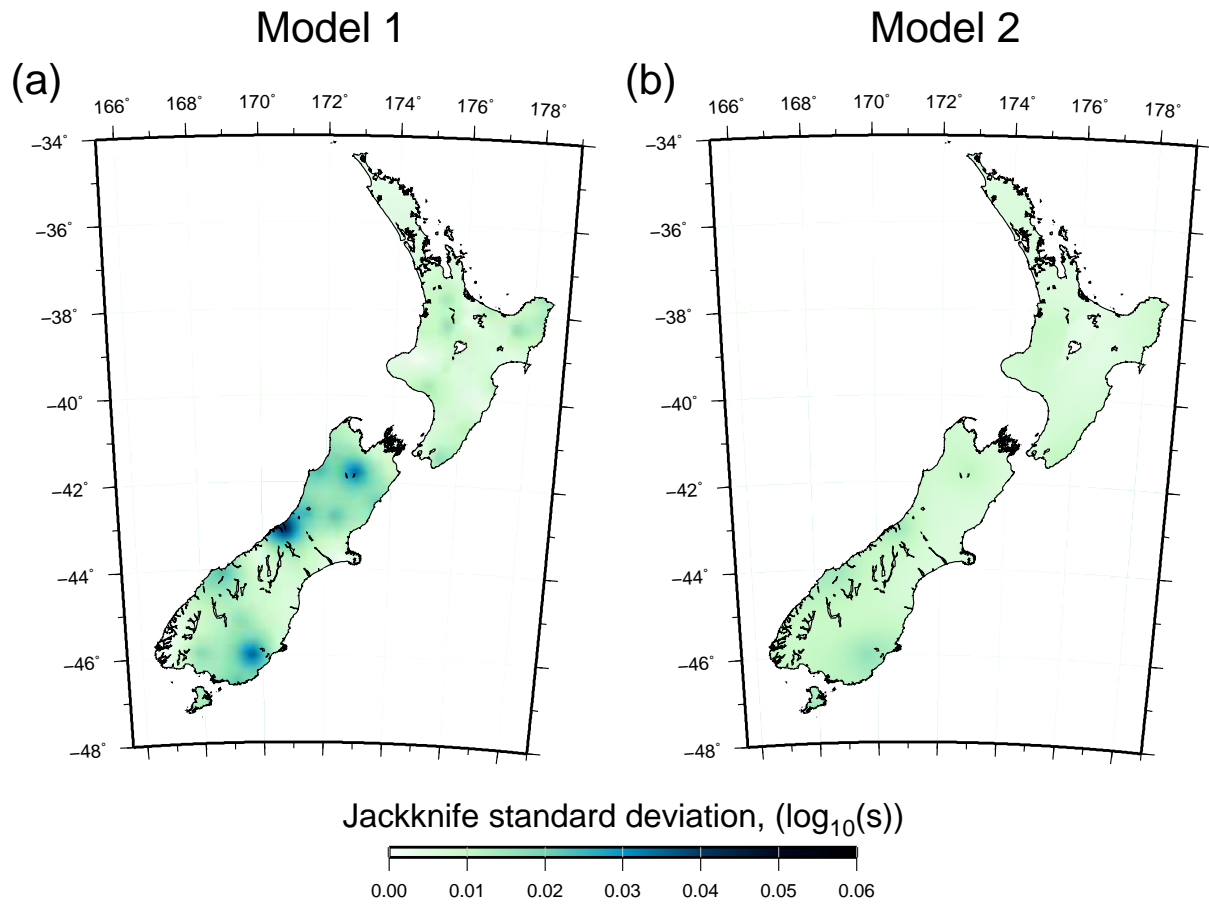 Model 1
Model 2
(a)
(b)
166° 168° 170° 172° 174° 176° 178°
166° 168° 170° 172° 174° 176° 178°
−34°
−36°
−38°
−40°
−42°
−44°
−46°
−48°
−34°
−36°
−38°
−40°
−42°
−44°
−46°
−48°
Jackknife standard deviation, (log10(s))
0.00 0.01 0.02 0.03 0.04 0.05 0.06